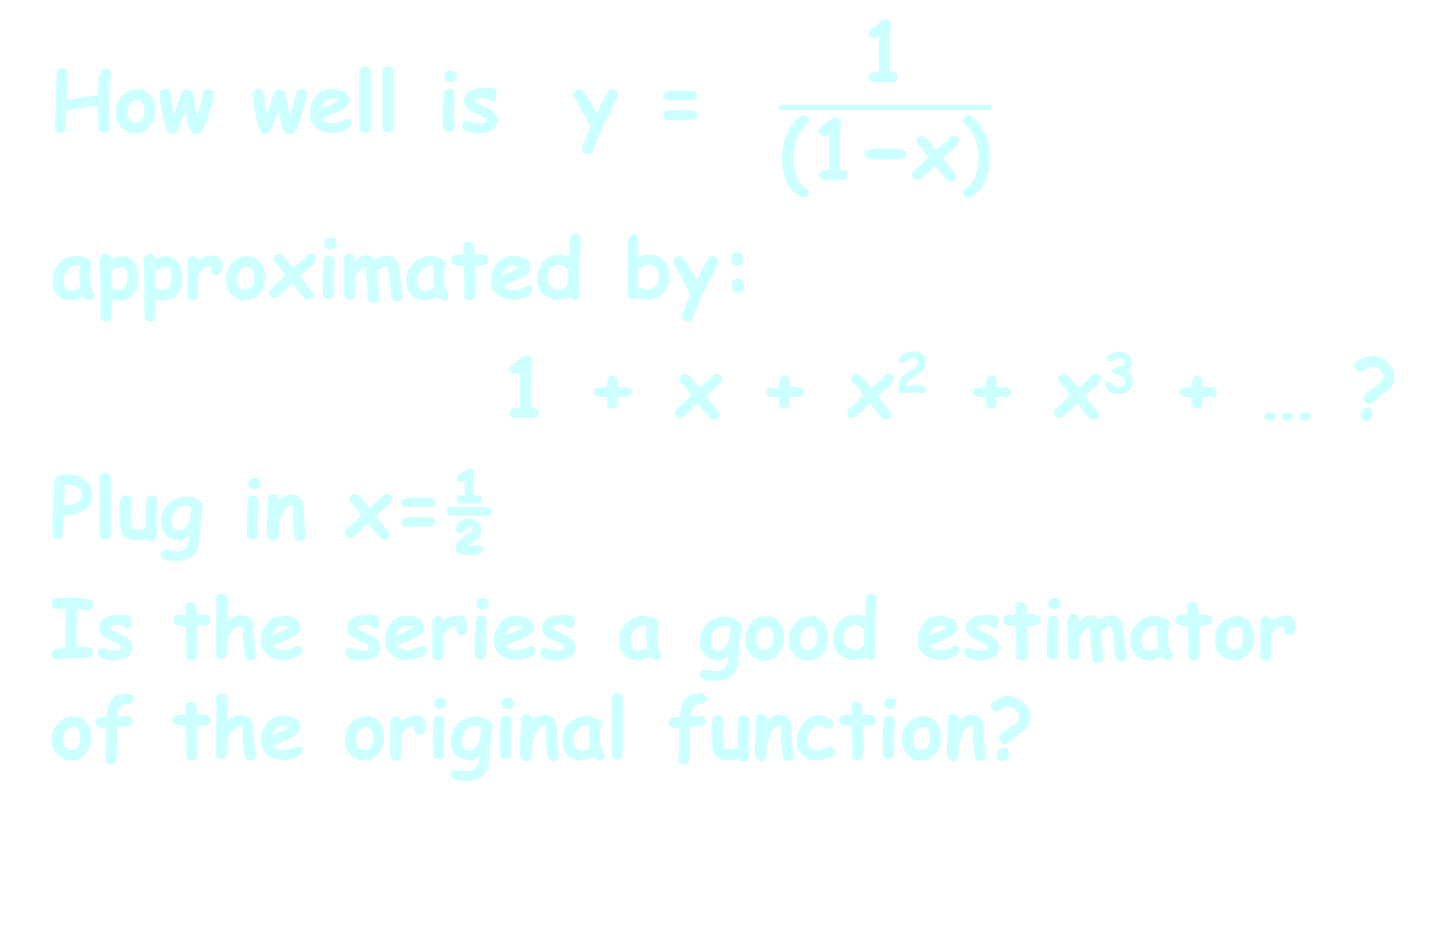 How well is y = 1/(1-x)
approximated by:
1 + x + x² + x³ + … ?
Plug in x=½
Is the series a good estimator
of the original function?